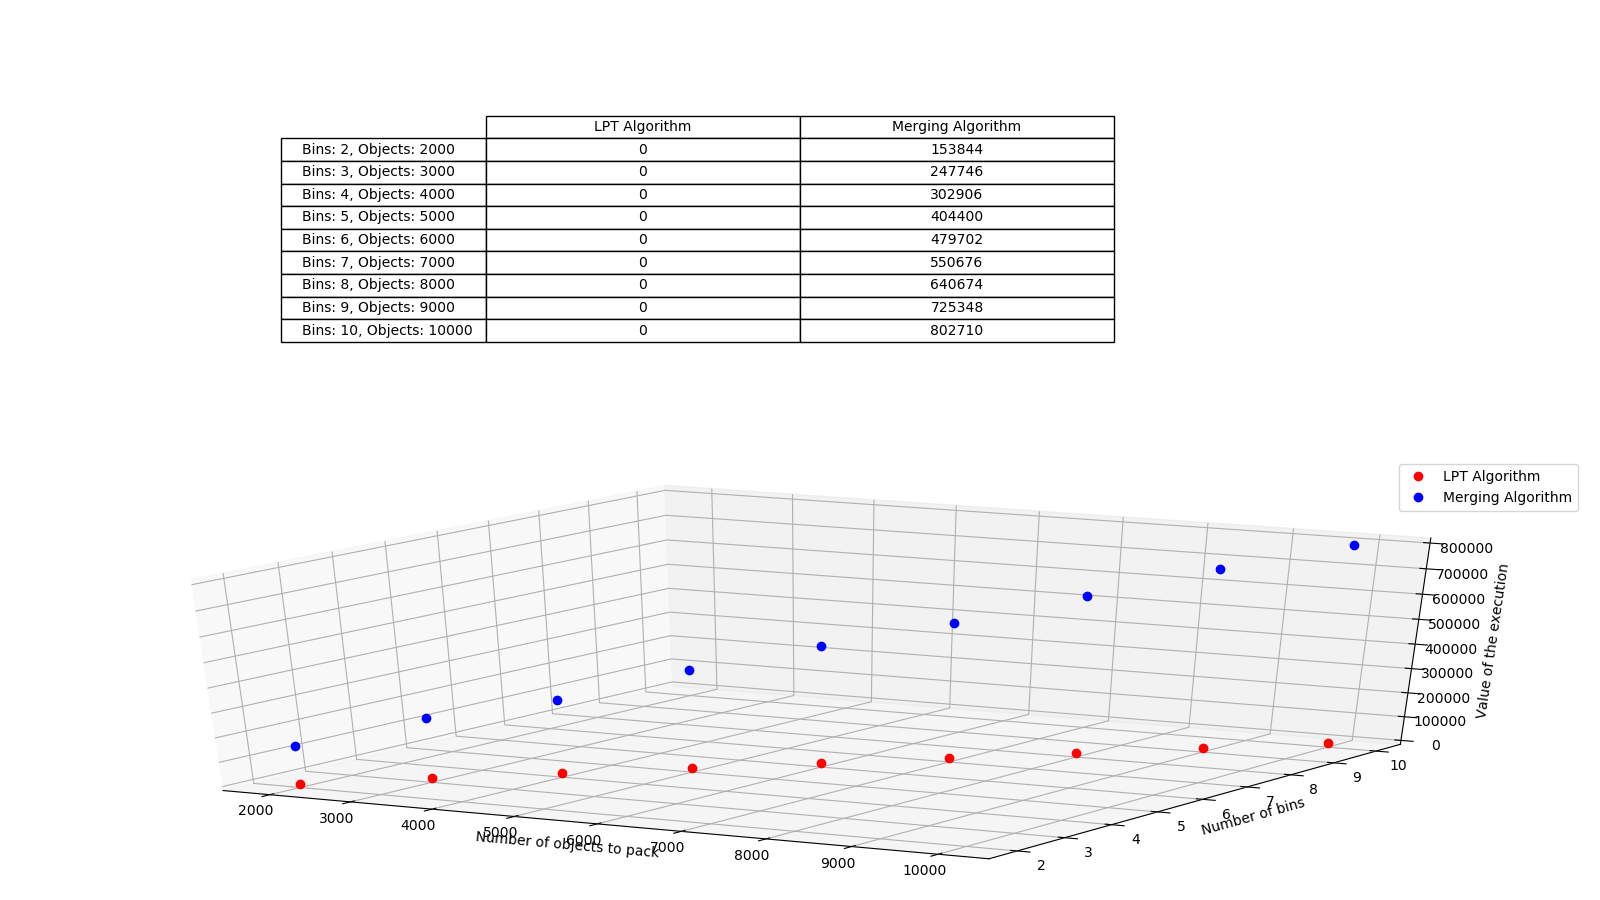 LPT Algorithm Merging Algorithm
Bins: 2, Objects: 2000 0 153844
Bins: 3, Objects: 3000 0 247746
Bins: 4, Objects: 4000 0 302906
Bins: 5, Objects: 5000 0 404400
Bins: 6, Objects: 6000 0 479702
Bins: 7, Objects: 7000 0 550676
Bins: 8, Objects: 8000 0 640674
Bins: 9, Objects: 9000 0 725348
Bins: 10, Objects: 10000 0 802710
LPT Algorithm
Merging Algorithm
800000
700000
600000
500000
400000
300000
200000
100000
0
Value of the execution
10
9
8
7
6
5
4
3
2
Number of bins
2000
3000
4000
5000
6000
7000
8000
9000
10000
Number of objects to pack